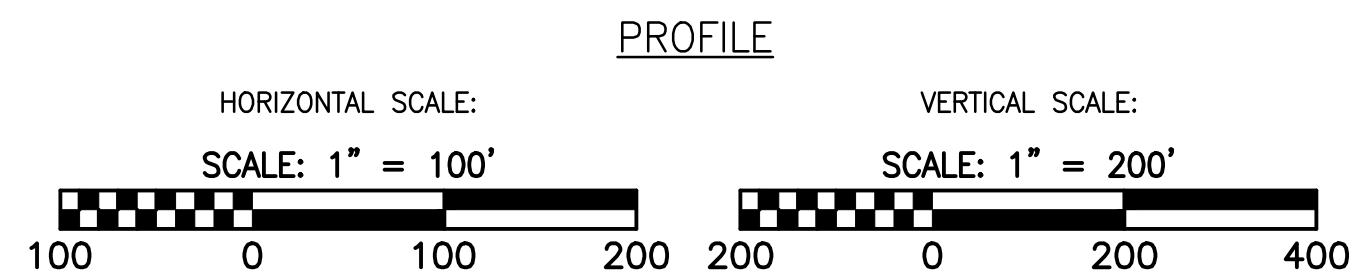 PROFILE
HORIZONTAL SCALE:
SCALE: 1" = 100'
100 0 100 200
VERTICAL SCALE:
SCALE: 1" = 200'
200 0 200 400